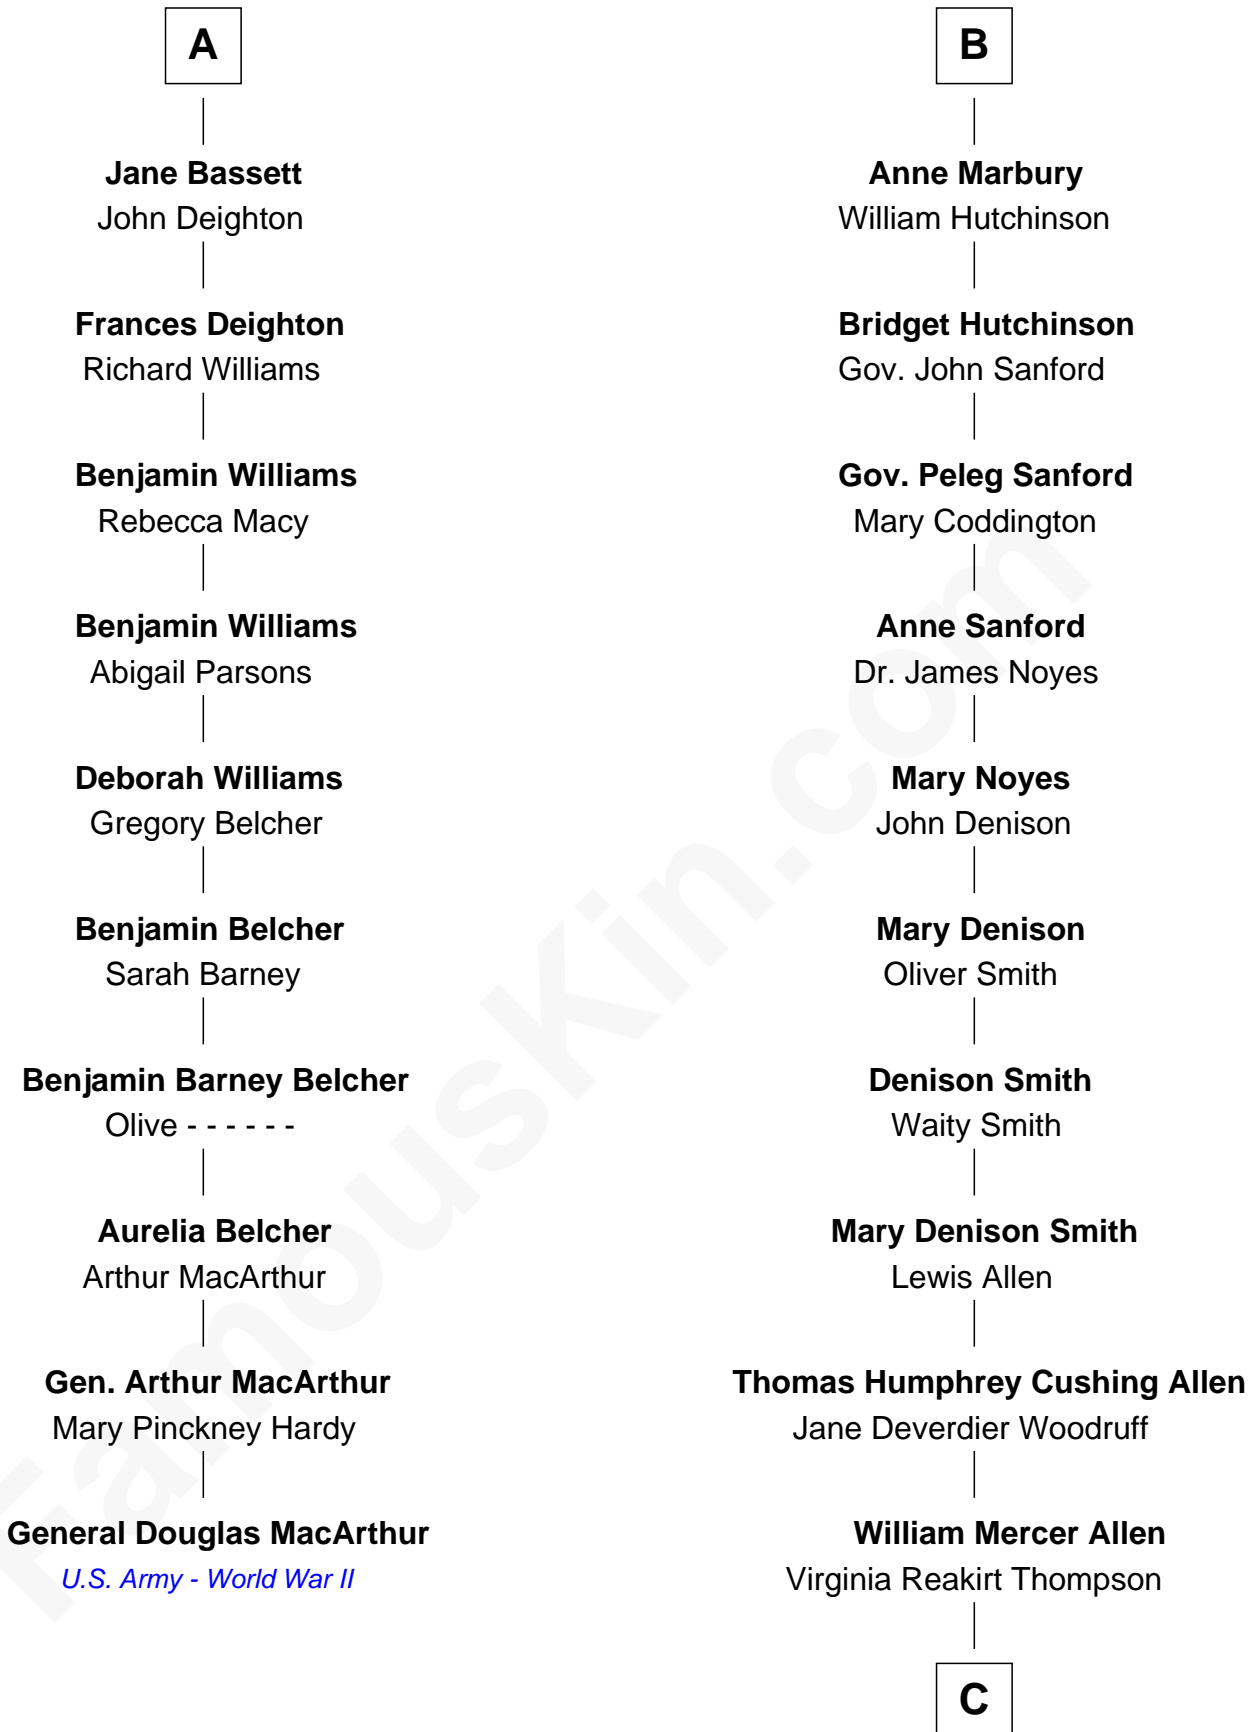 A
Jane Bassett
John Deighton
Frances Deighton
Richard Williams
Benjamin Williams
Rebecca Macy
Benjamin Williams
Abigail Parsons
Deborah Williams
Gregory Belcher
Benjamin Belcher
Sarah Barney
Benjamin Barney Belcher
Olive - - - - - -
Aurelia Belcher
Arthur MacArthur
Gen. Arthur MacArthur
Mary Pinckney Hardy
General Douglas MacArthur
U.S. Army - World War II
B
Anne Marbury
William Hutchinson
Bridget Hutchinson
Gov. John Sanford
Gov. Peleg Sanford
Mary Coddington
Anne Sanford
Dr. James Noyes
Mary Noyes
John Denison
Mary Denison
Oliver Smith
Denison Smith
Waity Smith
Mary Denison Smith
Lewis Allen
Thomas Humphrey Cushing Allen
Jane Deverdier Woodruff
William Mercer Allen
Virginia Reakirt Thompson
C
FamousKin.com